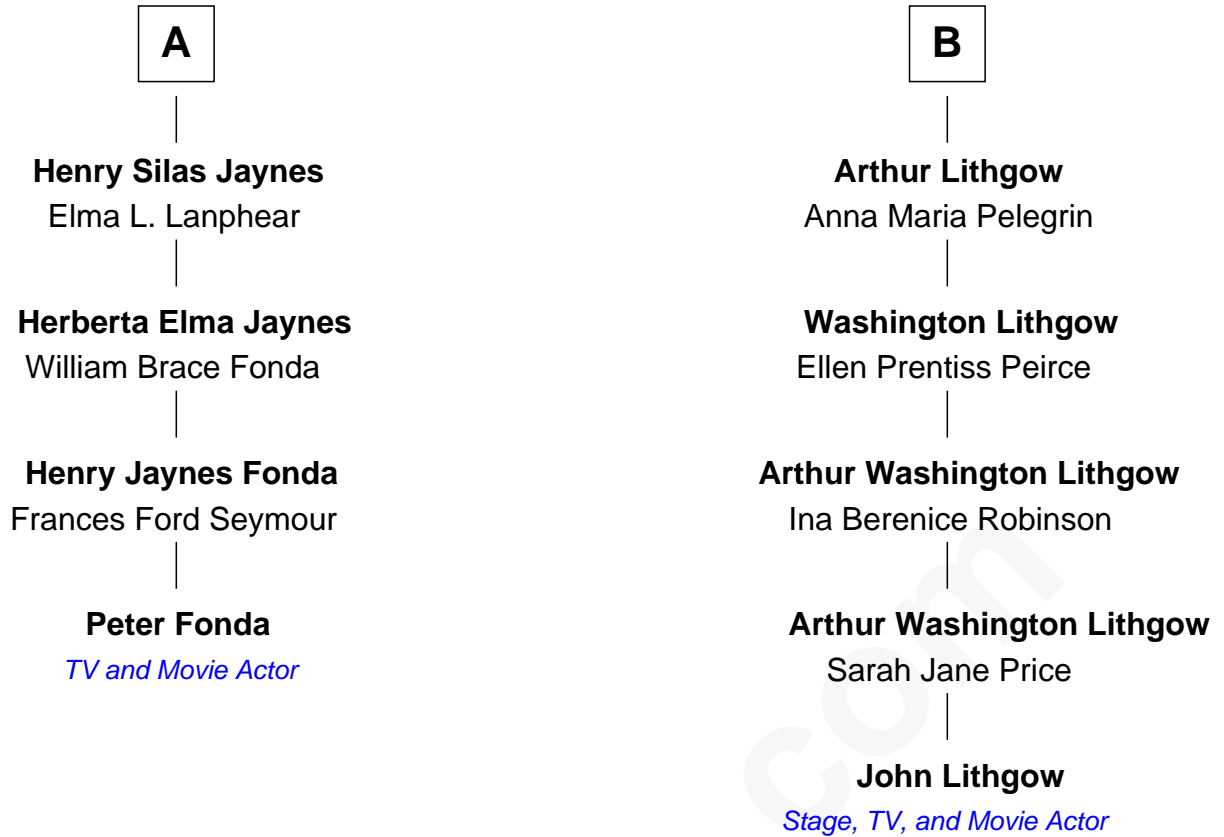 A
Henry Silas Jaynes
Elma L. Lanphear
Herberta Elma Jaynes
William Brace Fonda
Henry Jaynes Fonda
Frances Ford Seymour
Peter Fonda
TV and Movie Actor
B
Arthur Lithgow
Anna Maria Pelegrin
Washington Lithgow
Ellen Prentiss Peirce
Arthur Washington Lithgow
Ina Berenice Robinson
Arthur Washington Lithgow
Sarah Jane Price
John Lithgow
Stage, TV, and Movie Actor
com